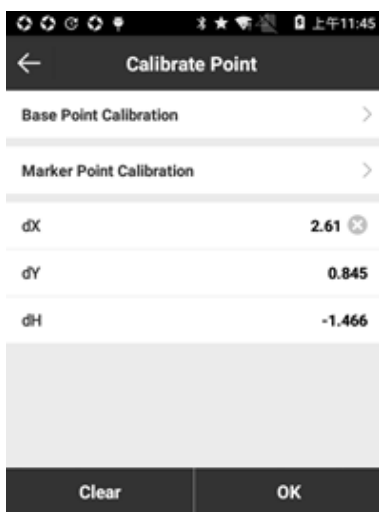 上午11:45
Calibrate Point
Base Point Calibration
Marker Point Calibration
dX 2.61
dY 0.845
dH -1.466
Clear OK